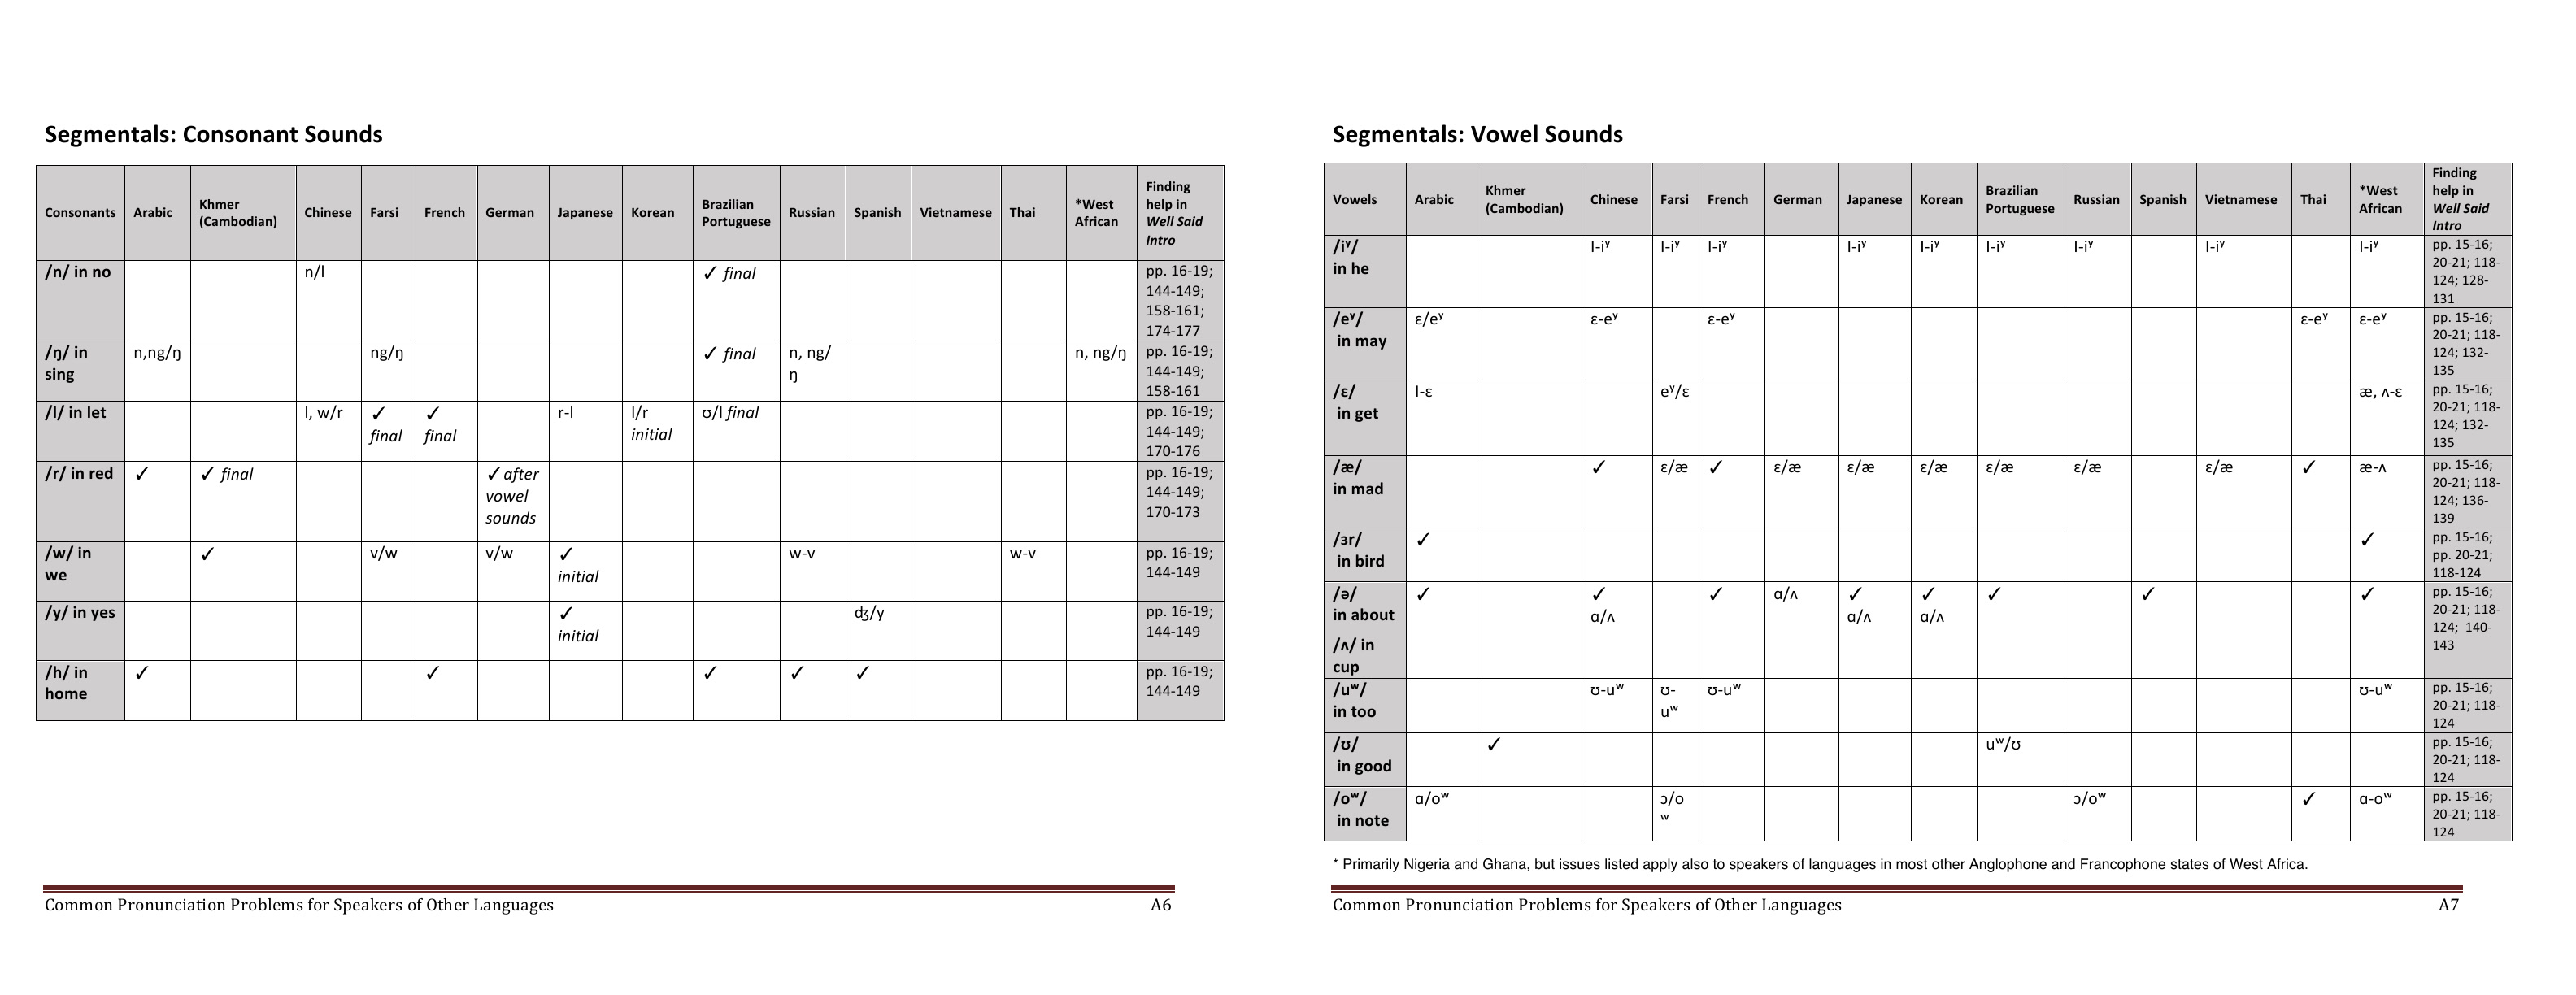 Segmentals: Consonant Sounds
Consonants Arabic Khmer (Cambodian) Chinese Farsi French German Japanese Korean Brazilian Portuguese Russian Spanish Vietnamese Thai *West African Finding help in Well Said Intro
/n/ in no n/l ✓ final pp. 16-19; 144-149; 158-161; 174-177
/ŋ/ in sing n,ng/ŋ ng/ŋ ✓ final n, ng/ŋ n, ng/ŋ pp. 16-19; 144-149; 158-161
/l/ in let l, w/r ✓ final ✓ final r-l l/r initial ʊ/l final pp. 16-19; 144-149; 170-176
/r/ in red ✓ ✓ final ✓ after vowel sounds pp. 16-19; 144-149; 170-173
/w/ in we ✓ v/w v/w ✓ initial w-v w-v pp. 16-19; 144-149
/y/ in yes ✓ initial ʤ/y pp. 16-19; 144-149
/h/ in home ✓ ✓ ✓ ✓ ✓ pp. 16-19; 144-149
Common Pronunciation Problems for Speakers of Other Languages A6
Segmentals: Vowel Sounds
Vowels Arabic Khmer (Cambodian) Chinese Farsi French German Japanese Korean Brazilian Portuguese Russian Spanish Vietnamese Thai *West African Finding help in Well Said Intro
/iʸ/ in he I-iʸ I-iʸ I-iʸ I-iʸ I-iʸ I-iʸ I-iʸ I-iʸ I-iʸ pp. 15-16; 20-21; 118-124; 128-131
/eʸ/ in may ɛ/eʸ ɛ-eʸ ɛ-eʸ ɛ-eʸ ɛ-eʸ pp. 15-16; 20-21; 118-124; 132-135
/ɛ/ in get I-ɛ eʸ/ɛ æ, ʌ-ɛ pp. 15-16; 20-21; 118-124; 132-135
/æ/ in mad ✓ ɛ/æ ✓ ɛ/æ ɛ/æ ɛ/æ ɛ/æ ɛ/æ ɛ/æ ✓ æ-ʌ pp. 15-16; 20-21; 118-124; 136-139
/ɜr/ in bird ✓ ✓ pp. 15-16; pp. 20-21; 118-124
/ə/ in about /ʌ/ in cup ✓ ✓ ɑ/ʌ ✓ ɑ/ʌ ✓ ɑ/ʌ ✓ ɑ/ʌ ✓ ✓ ✓ pp. 15-16; 20-21; 118-124; 140-143
/uʷ/ in too ʊ-uʷ ʊ-uʷ ʊ-uʷ ʊ-uʷ pp. 15-16; 20-21; 118-124
/ʊ/ in good ✓ uʷ/ʊ pp. 15-16; 20-21; 118-124
/oʷ/ in note ɑ/oʷ ɔ/oʷ ɔ/oʷ ✓ ɑ-oʷ pp. 15-16; 20-21; 118-124
* Primarily Nigeria and Ghana, but issues listed apply also to speakers of languages in most other Anglophone and Francophone states of West Africa.
Common Pronunciation Problems for Speakers of Other Languages A7